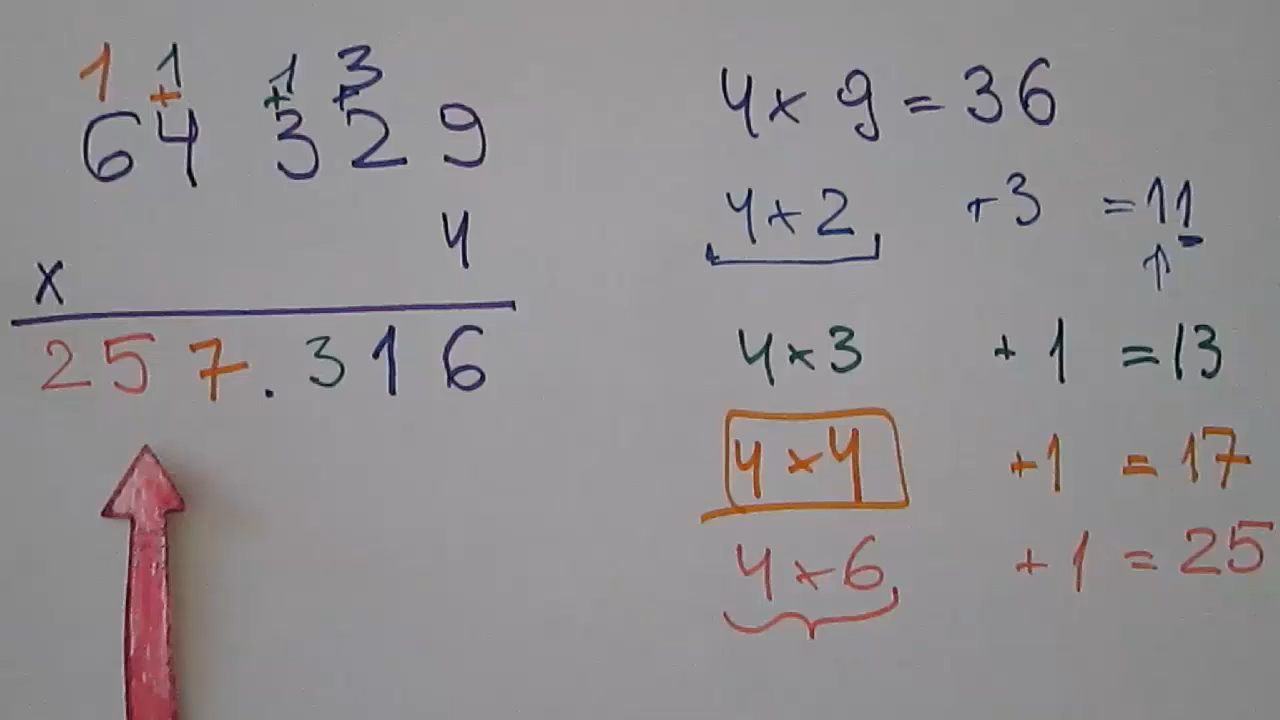 1 1 1 3
+ + +
64 329
4
x
257.316
4 x 9 = 36
4 x 2 + 3 = 11
↑
4 x 3 + 1 = 13
4 x 4 + 1 = 17
4 x 6 + 1 = 25